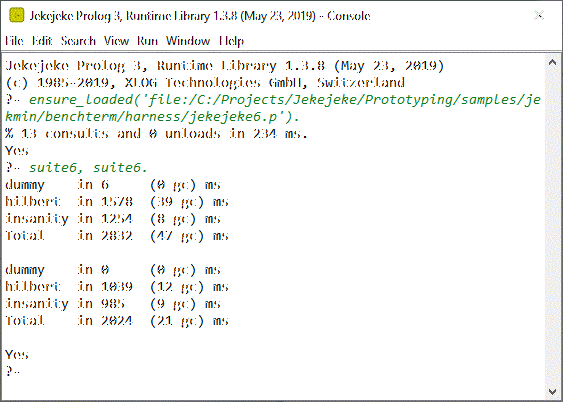 Jekejeke Prolog 3, Runtime Library 1.3.8 (May 23, 2019) - Console
File Edit Search View Run Window Help
Jekejeke Prolog 3, Runtime Library 1.3.8 (May 23, 2019)
(c) 1985-2019, XLOG Technologies GmbH, Switzerland
?- ensure_loaded('file:/C:/Projects/Jekejeke/Prototyping/samples/je
kmin/benchterm/harness/jekejeke6.p').
% 13 consults and 0 unloads in 234 ms.
Yes
?- suite6, suite6.
dummy    in 6     (0 gc) ms
hilbert  in 1578  (39 gc) ms
insanity in 1254  (8 gc) ms
Total    in 2832  (47 gc) ms
dummy    in 0     (0 gc) ms
hilbert  in 1039  (12 gc) ms
insanity in 985   (9 gc) ms
Total    in 2024  (21 gc) ms
Yes
?-